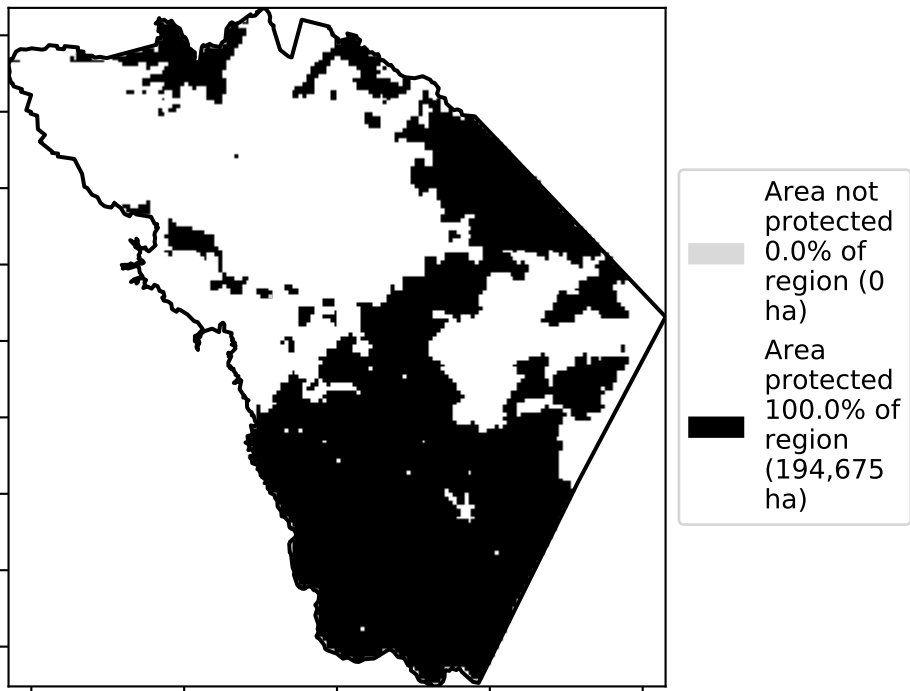 Area not
protected
0.0% of
region (0
ha)
Area
protected
100.0% of
region
(194,675
ha)